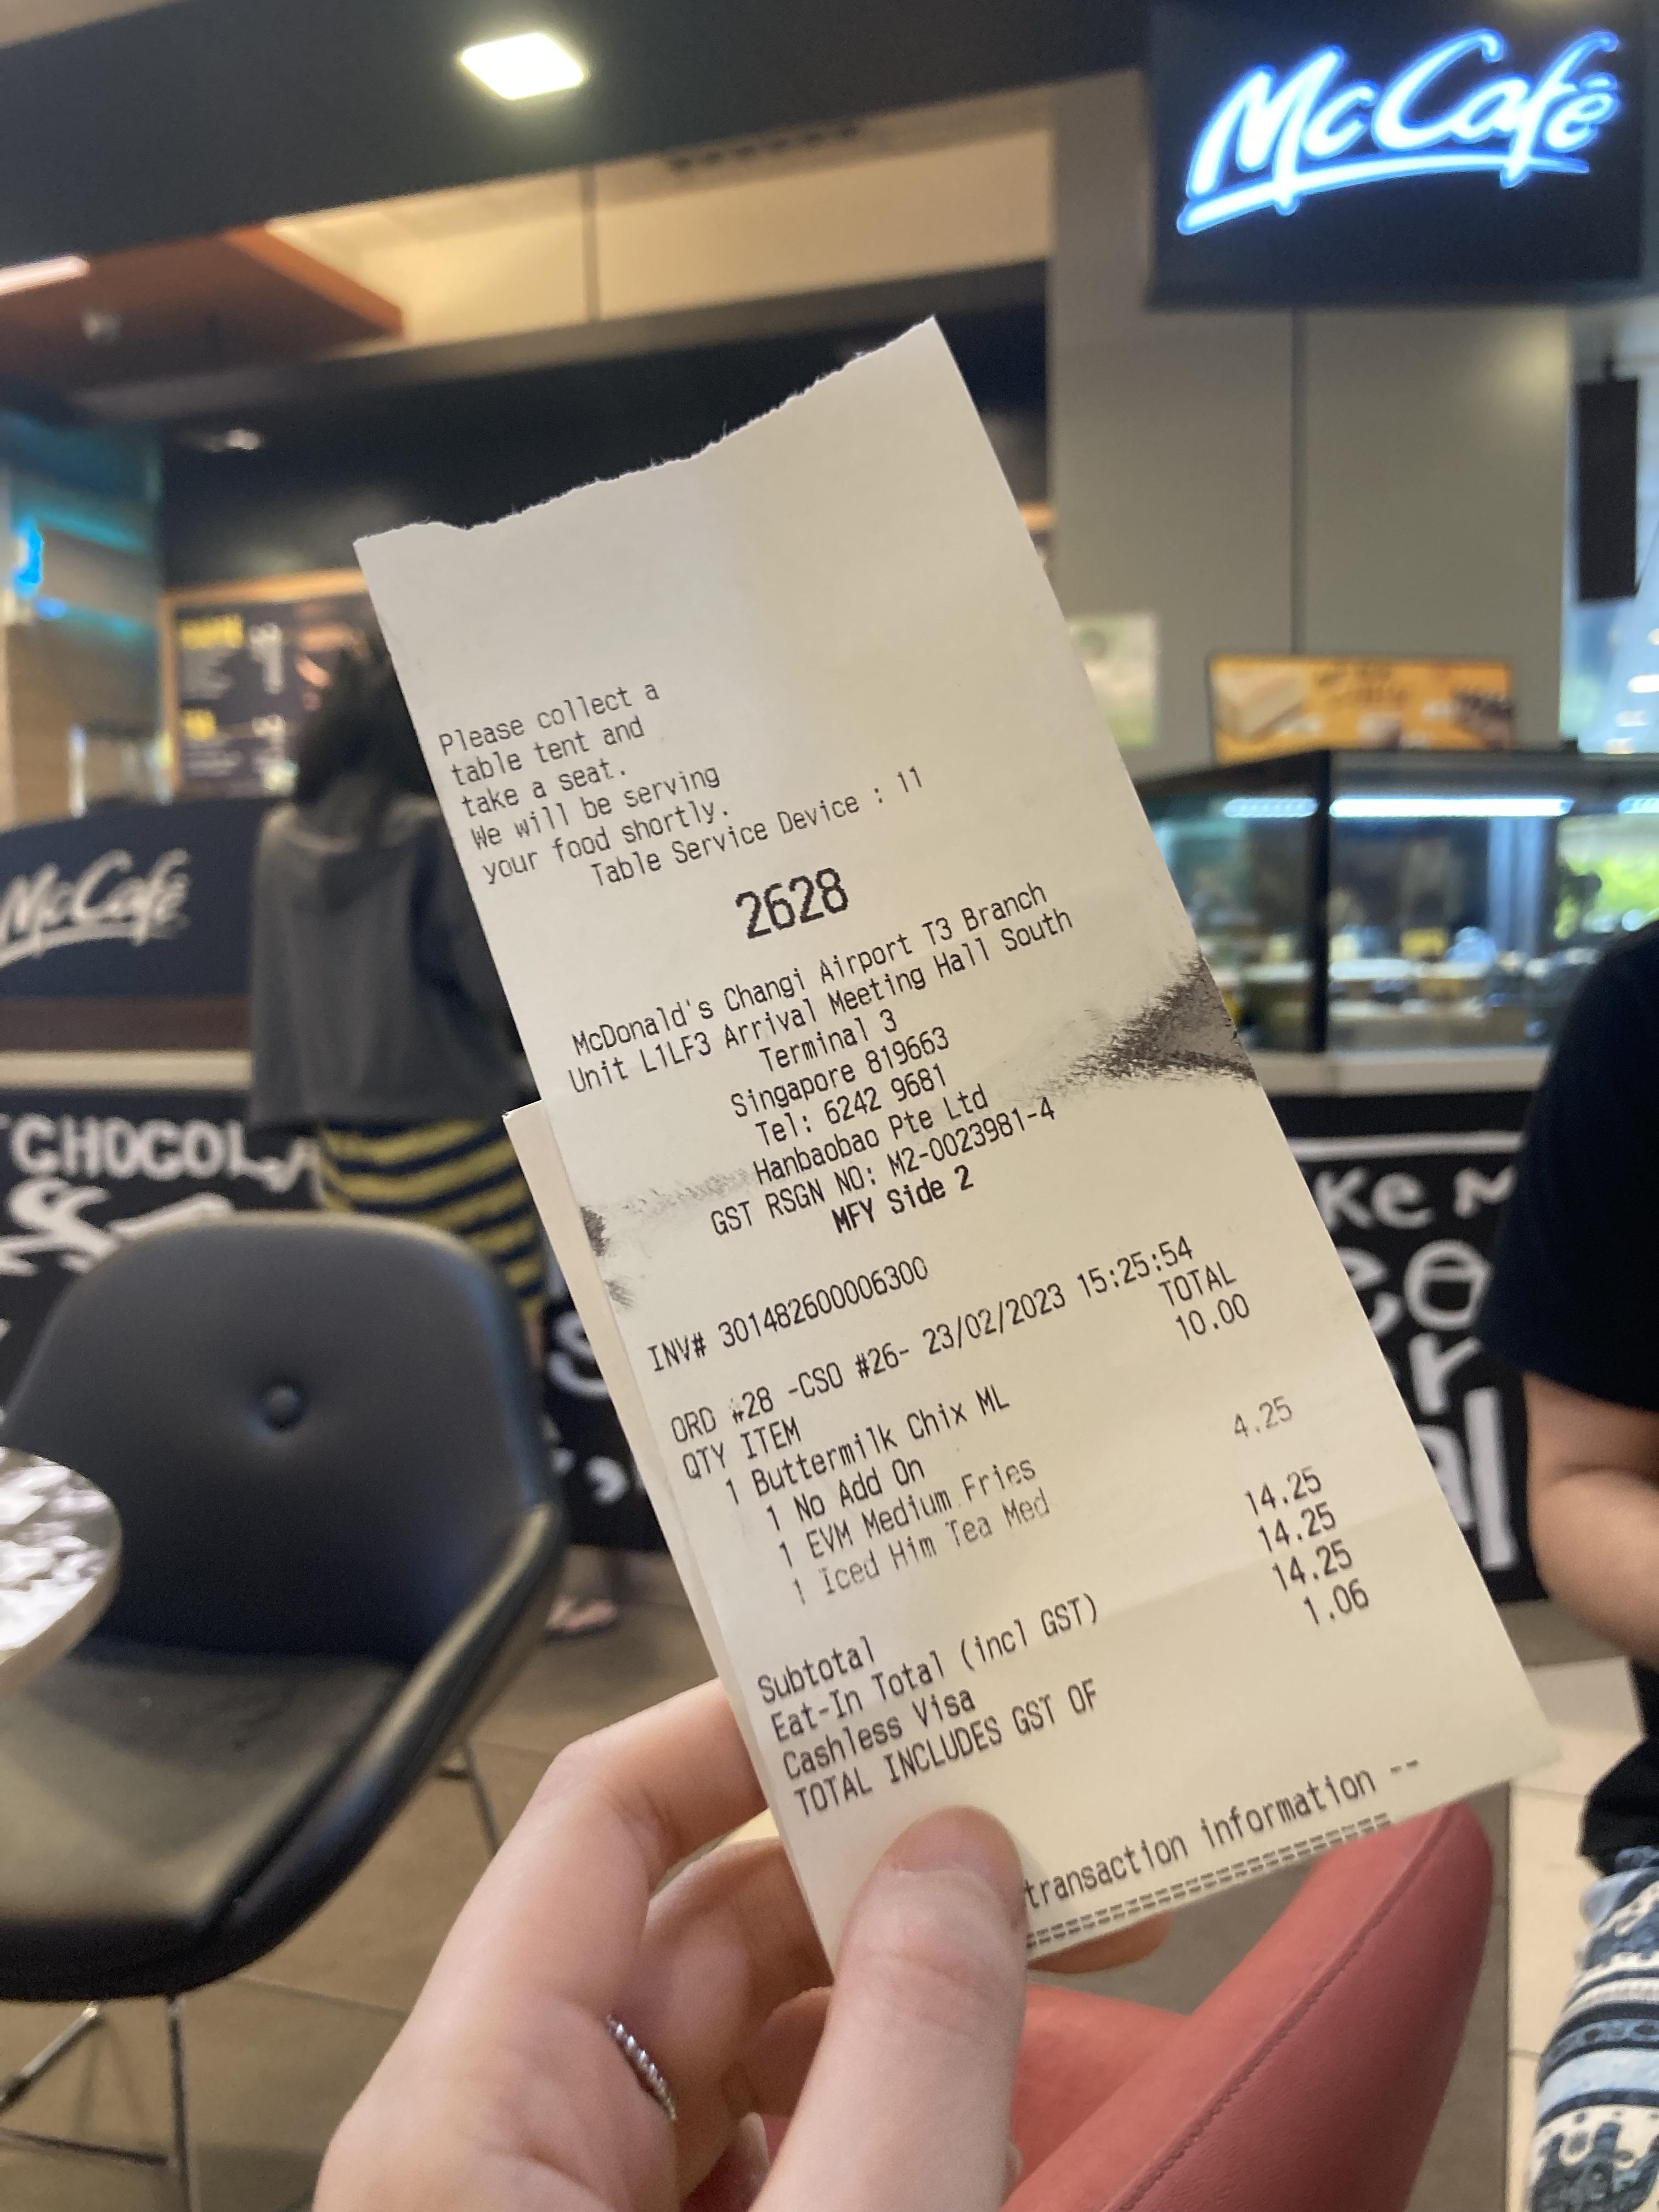 McCafé
Please collect a
table tent and
take a seat.
We will be serving
your food shortly.
Table Service Device : 11
2628
McDonald's Changi Airport T3 Branch
Unit L1LF3 Arrival Meeting Hall South
Terminal 3
Singapore 819663
Tel: 6242 9681
Hanbaobao Pte Ltd
GST RSGN NO: M2-0023981-4
MFY Side 2
INV# 301482600006300
ORD #28 -CSO #26- 23/02/2023 15:25:54
QTY ITEM TOTAL
1 Buttermilk Chix ML 10.00
1 No Add On
1 EVM Medium Fries 4.25
1 Iced Him Tea Med
Subtotal 14.25
Eat-In Total (incl GST) 14.25
Cashless Visa 14.25
TOTAL INCLUDES GST OF 1.06
transaction information --
McCafé